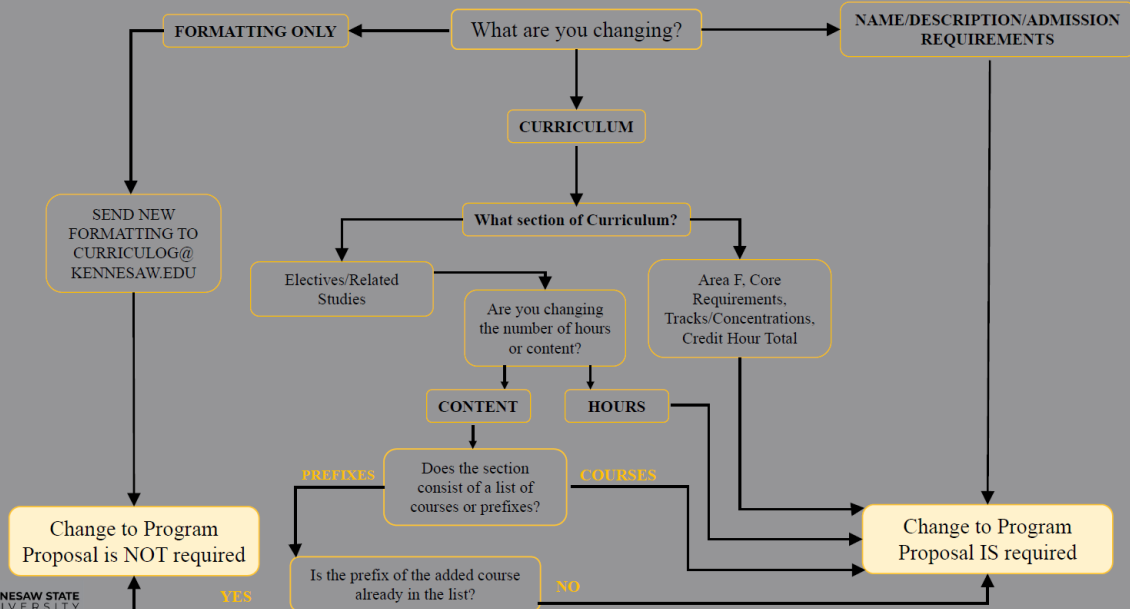 FORMATTING ONLY
What are you changing?
NAME/DESCRIPTION/ADMISSION
REQUIREMENTS
CURRICULUM
SEND NEW
FORMATTING TO
CURRICULOG@
KENNESAW.EDU
What section of Curriculum?
Electives/Related
Studies
Are you changing
the number of hours
or content?
Area F, Core
Requirements,
Tracks/Concentrations,
Credit Hour Total
CONTENT
HOURS
PREFIXES
Does the section
consist of a list of
courses or prefixes?
COURSES
Change to Program
Proposal is NOT required
Change to Program
Proposal IS required
Is the prefix of the added course
already in the list?
YES
NO
NESAW STATE
IVERSITY